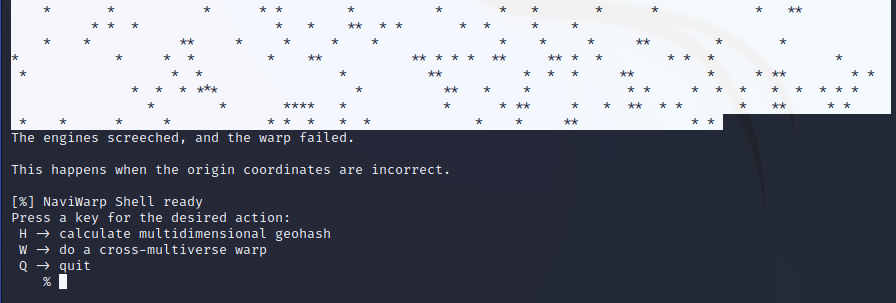 The engines screeched, and the warp failed.
This happens when the origin coordinates are incorrect.
[%] NaviWarp Shell ready
Press a key for the desired action:
H → calculate multidimensional geohash
W → do a cross-multiverse warp
Q → quit
%